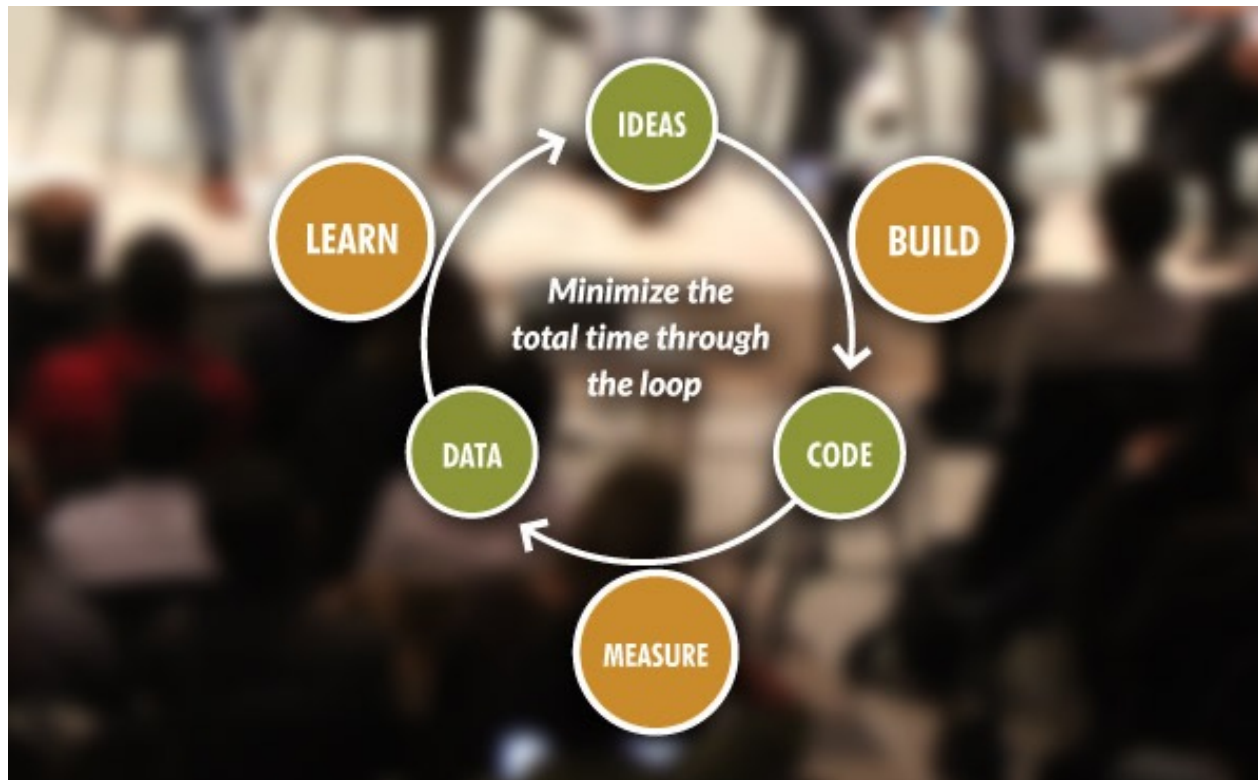 IDEAS
LEARN
BUILD
Minimize the
total time through
the loop
DATA
CODE
MEASURE